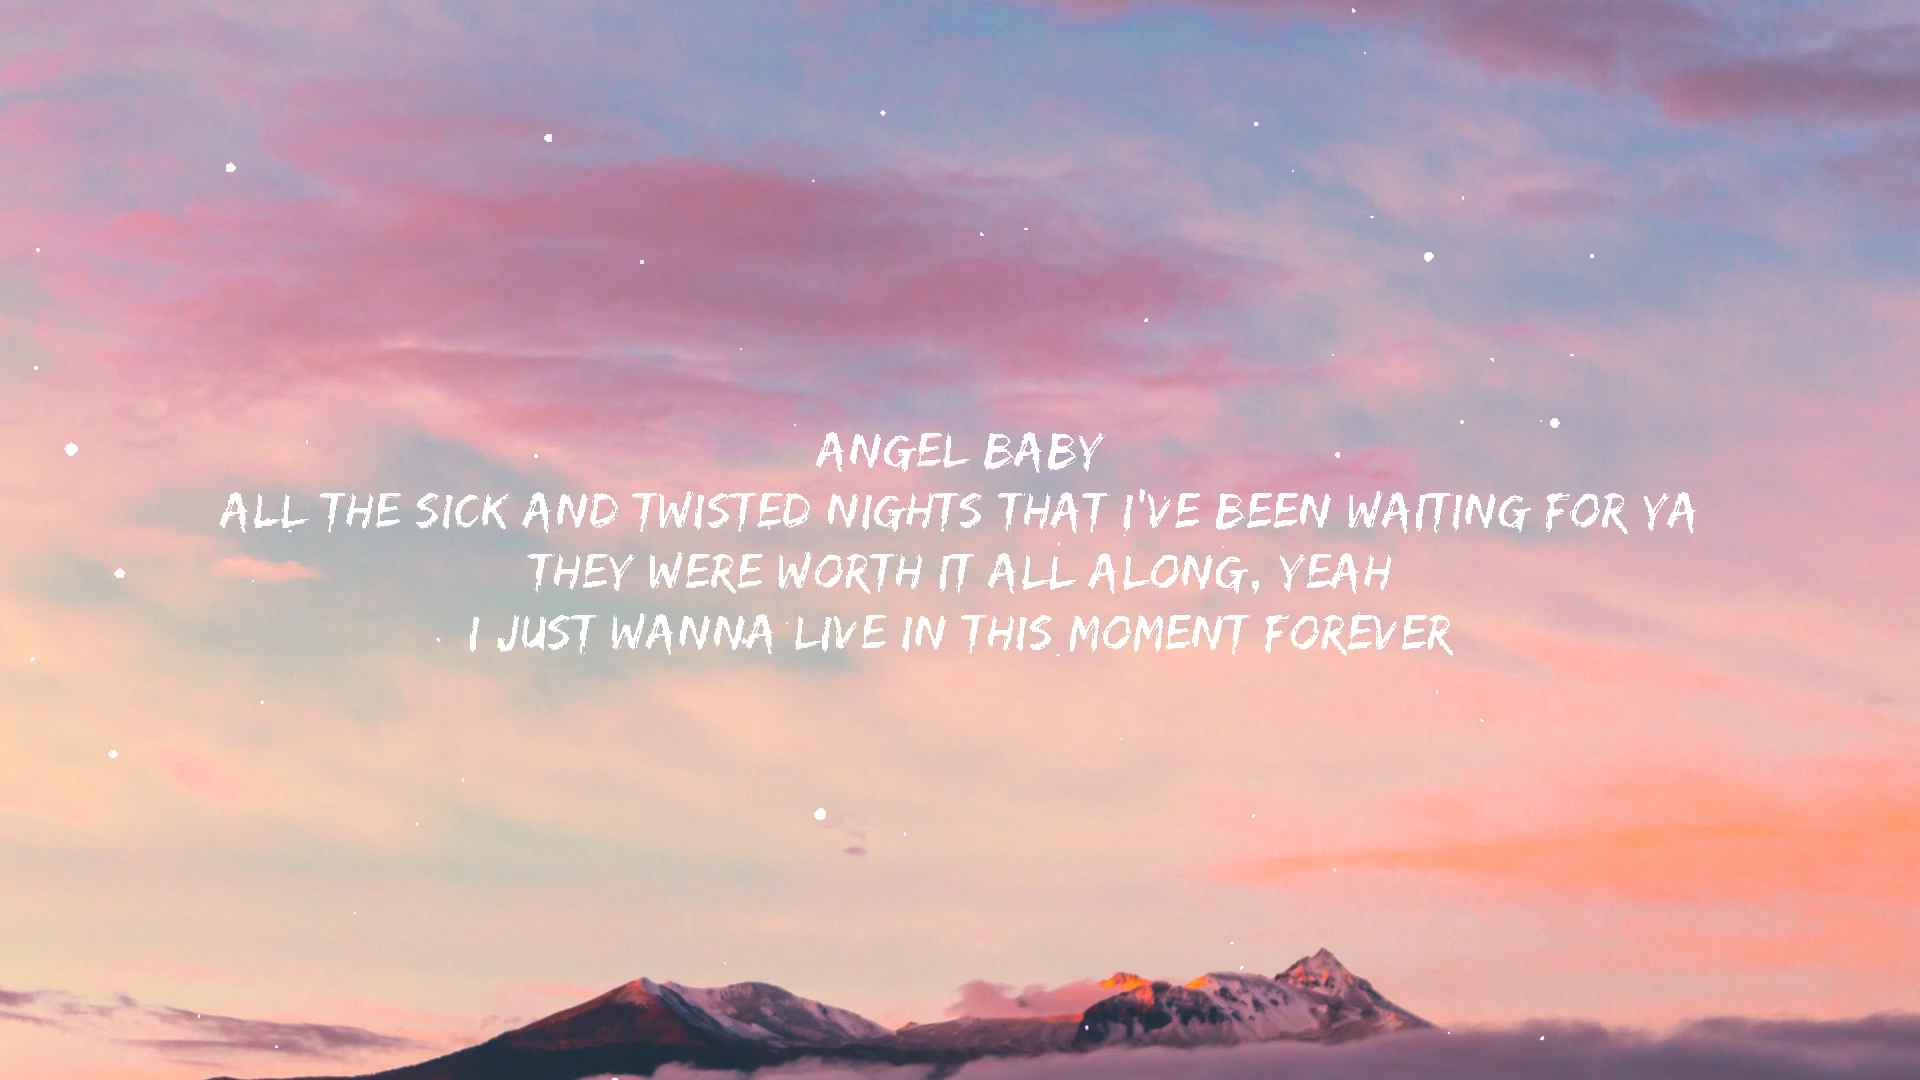 ANGEL BABY
ALL THE SICK AND TWISTED NIGHTS THAT I'VE BEEN WAITING FOR YA
THEY WERE WORTH IT ALL ALONG, YEAH
I JUST WANNA LIVE IN THIS MOMENT FOREVER